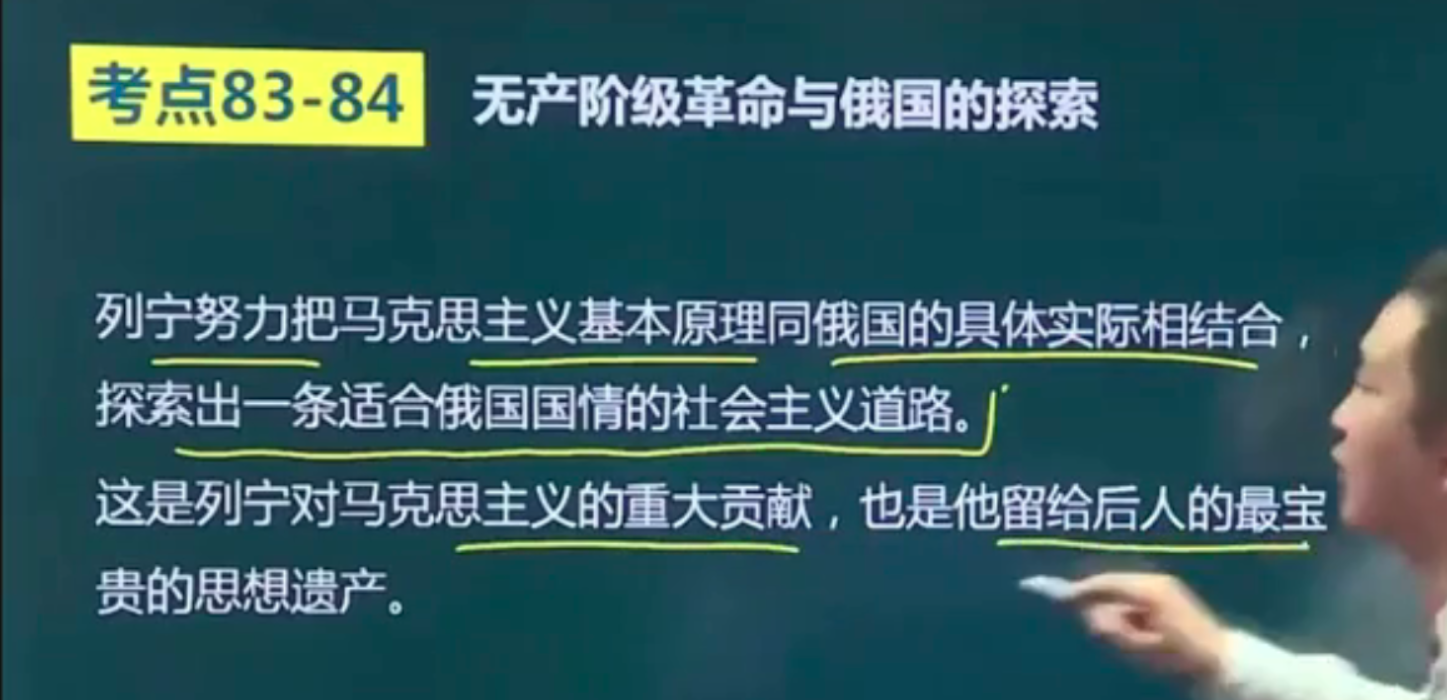 考点83-84 无产阶级革命与俄国的探索
列宁努力把马克思主义基本原理同俄国的具体实际相结合，
探索出一条适合俄国国情的社会主义道路。
这是列宁对马克思主义的重大贡献，也是他留给后人的最宝
贵的思想遗产。